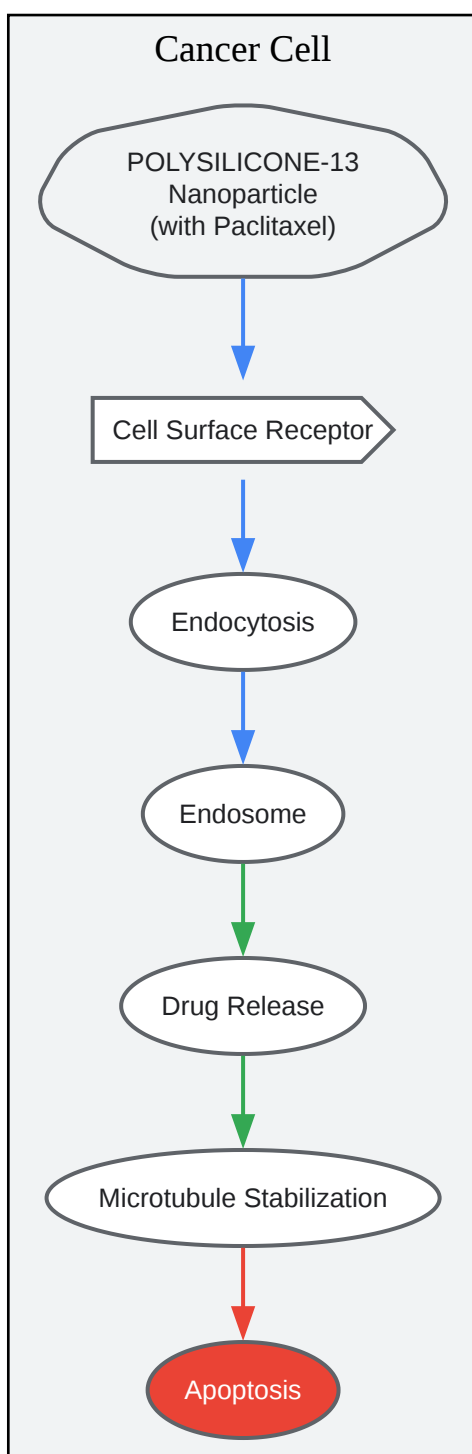 Cancer Cell
POLYSILICONE-13
Nanoparticle
(with Paclitaxel)
Cell Surface Receptor
Endocytosis
Endosome
Drug Release
Microtubule Stabilization
Apoptosis